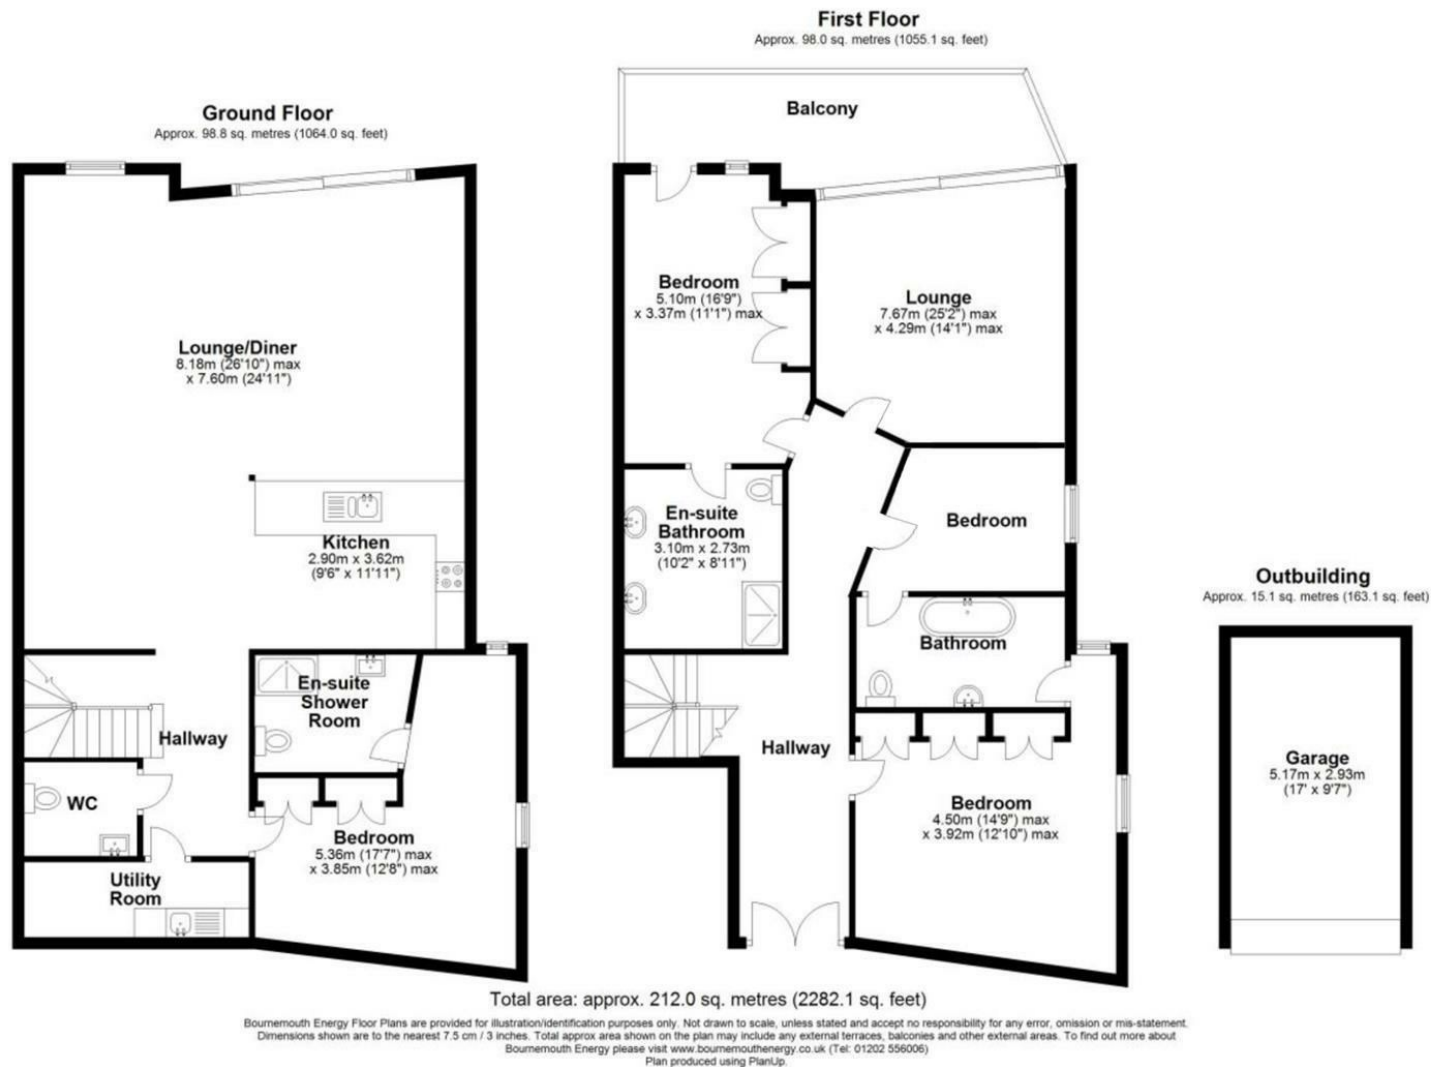 First Floor
Approx. 98.0 sq. metres (1055.1 sq. feet)
Balcony
Bedroom
5.10m (16'9")
x 3.37m (11'1") max
Lounge
7.67m (25'2") max
x 4.29m (14'1") max
En-suite
Bathroom
3.10m x 2.73m
(10'2" x 8'11")
Bedroom
Bathroom
Hallway
Bedroom
4.50m (14'9") max
x 3.92m (12'10") max
Ground Floor
Approx. 98.8 sq. metres (1064.0 sq. feet)
Lounge/Diner
8.18m (26'10") max
x 7.60m (24'11")
Kitchen
2.90m x 3.62m
(9'6" x 11'11")
En-suite
Shower
Room
Hallway
WC
Bedroom
5.36m (17'7") max
x 3.85m (12'8") max
Utility
Room
Outbuilding
Approx. 15.1 sq. metres (163.1 sq. feet)
Garage
5.17m x 2.93m
(17' x 9'7")
Total area: approx. 212.0 sq. metres (2282.1 sq. feet)
Bournemouth Energy Floor Plans are provided for illustration/identification purposes only. Not drawn to scale, unless stated and accept no responsibility for any error, omission or mis-statement.
Dimensions shown are to the nearest 7.5 cm / 3 inches. Total approx area shown on the plan may include any external terraces, balconies and other external areas. To find out more about
Bournemouth Energy please visit www.bournemouthenergy.co.uk (Tel: 01202 556006)
Plan produced using PlanUp.